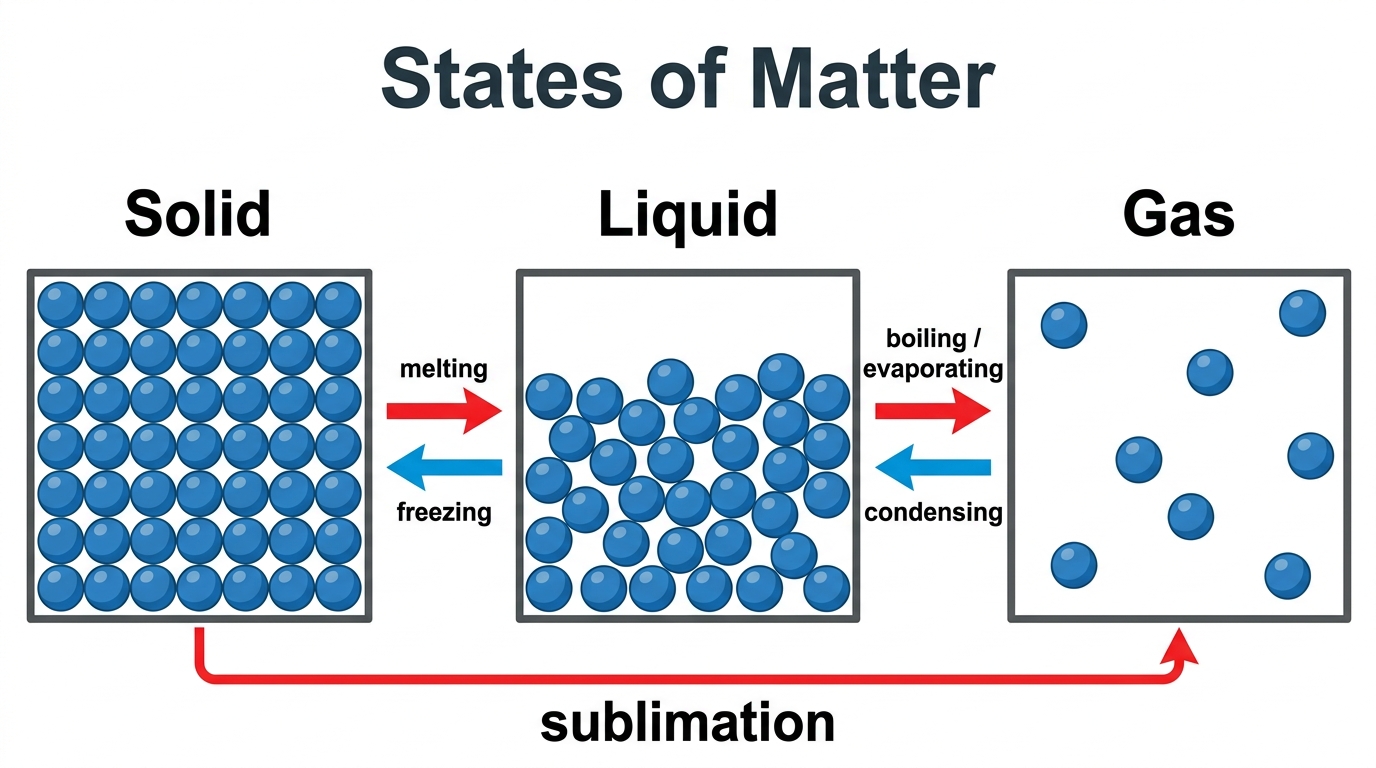 States of Matter
Solid
Liquid
Gas
melting
freezing
boiling /
evaporating
condensing
sublimation